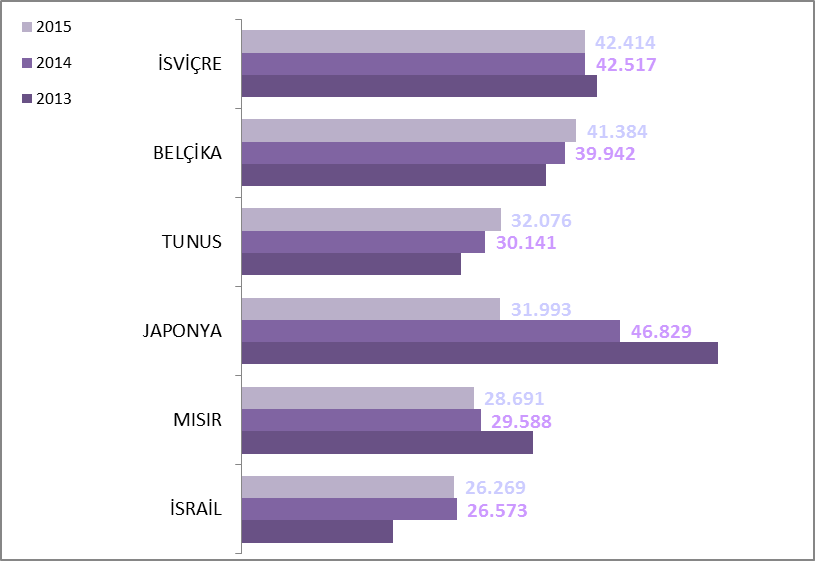 2015
2014
2013
İSVİÇRE
42.414
42.517
BELÇİKA
41.384
39.942
TUNUS
32.076
30.141
JAPONYA
31.993
46.829
MISIR
28.691
29.588
İSRAİL
26.269
26.573